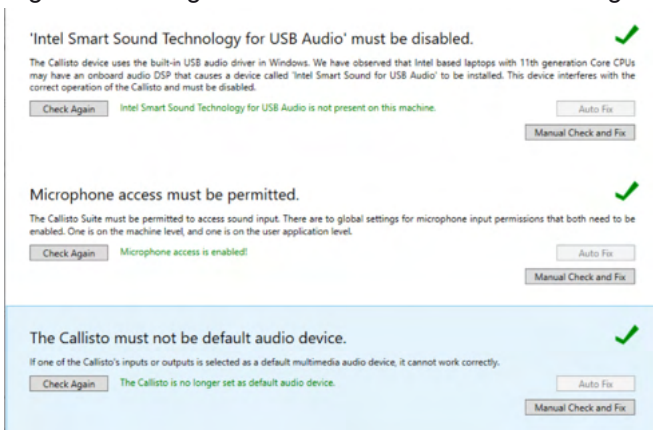 'Intel Smart Sound Technology for USB Audio' must be disabled.
The Callisto device uses the built-in USB audio driver in Windows. We have observed that Intel based laptops with 11th generation Core CPUs
may have an onboard audio DSP that causes a device called 'Intel Smart Sound for USB Audio' to be installed. This device interferes with the
correct operation of the Callisto and must be disabled.
Check Again Intel Smart Sound Technology for USB Audio is not present on this machine. Auto Fix
Manual Check and Fix
Microphone access must be permitted.
The Callisto Suite must be permitted to access sound input. There are to global settings for microphone input permissions that both need to be
enabled. One is on the machine level, and one is on the user application level.
Check Again Microphone access is enabled! Auto Fix
Manual Check and Fix
The Callisto must not be default audio device.
If one of the Callisto's inputs or outputs is selected as a default multimedia audio device, it cannot work correctly.
Check Again The Callisto is no longer set as default audio device. Auto Fix
Manual Check and Fix